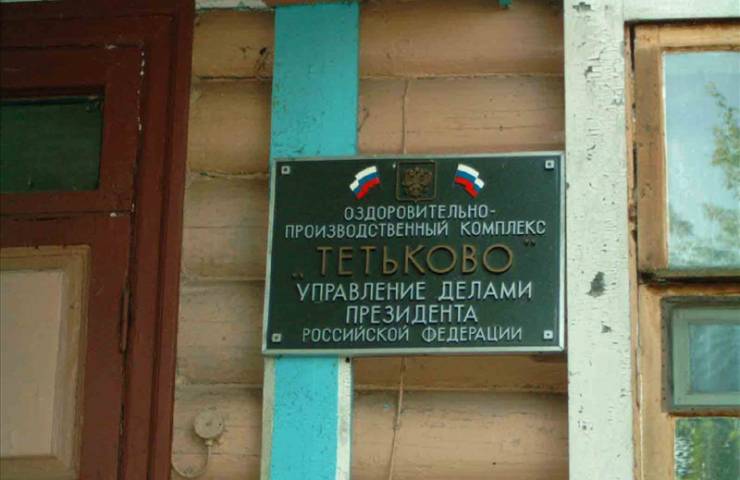 ОЗДОРОВИТЕЛЬНО-
ПРОИЗВОДСТВЕННЫЙ КОМПЛЕКС
„ТЕТЬКОВО”
УПРАВЛЕНИЕ ДЕЛАМИ
ПРЕЗИДЕНТА
РОССИЙСКОЙ ФЕДЕРАЦИИ